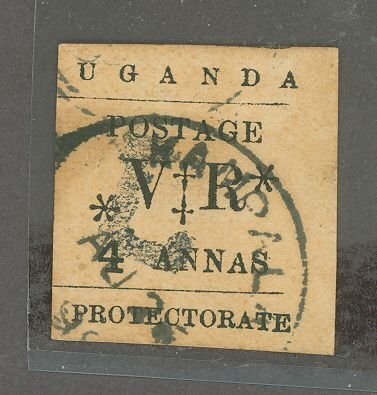 UGANDA
POSTAGE
V‡R*
*
4 ANNAS
PROTECTORATE